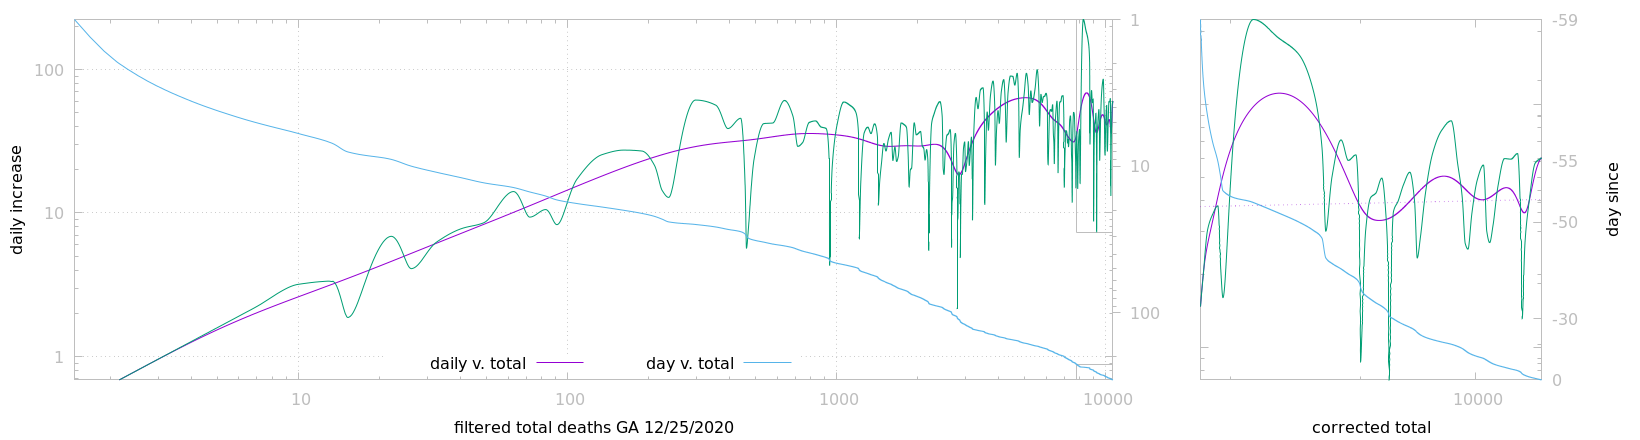 daily increase
100
10
1
10
100
1000
10000
1
10
100
daily v. total
day v. total
filtered total deaths GA 12/25/2020
-59
-55
-50
-30
0
day since
10000
corrected total